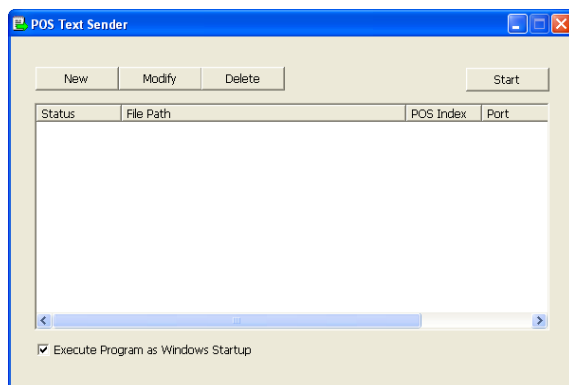 POS Text Sender
New Modify Delete Start
Status File Path POS Index Port
Execute Program as Windows Startup